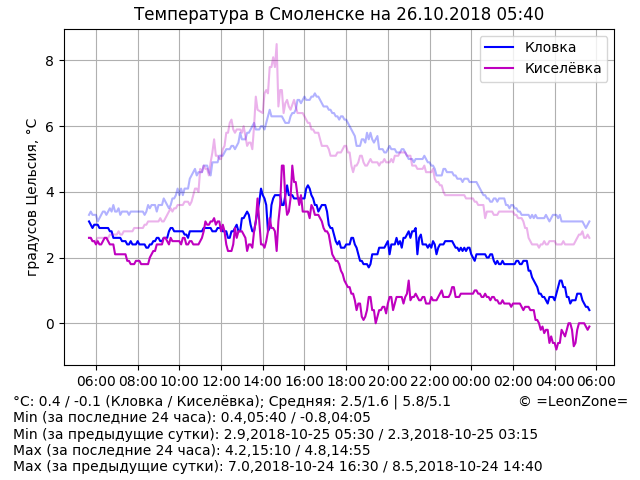 Температура в Смоленске на 26.10.2018 05:40
Кловка
Киселёвка
градусов Цельсия, °C
8
6
4
2
0
06:00 08:00 10:00 12:00 14:00 16:00 18:00 20:00 22:00 00:00 02:00 04:00 06:00
°C: 0.4 / -0.1 (Кловка / Киселёвка); Средняя: 2.5/1.6 | 5.8/5.1 © =LeonZone=
Min (за последние 24 часа): 0.4,05:40 / -0.8,04:05
Min (за предыдущие сутки): 2.9,2018-10-25 05:30 / 2.3,2018-10-25 03:15
Max (за последние 24 часа): 4.2,15:10 / 4.8,14:55
Max (за предыдущие сутки): 7.0,2018-10-24 16:30 / 8.5,2018-10-24 14:40